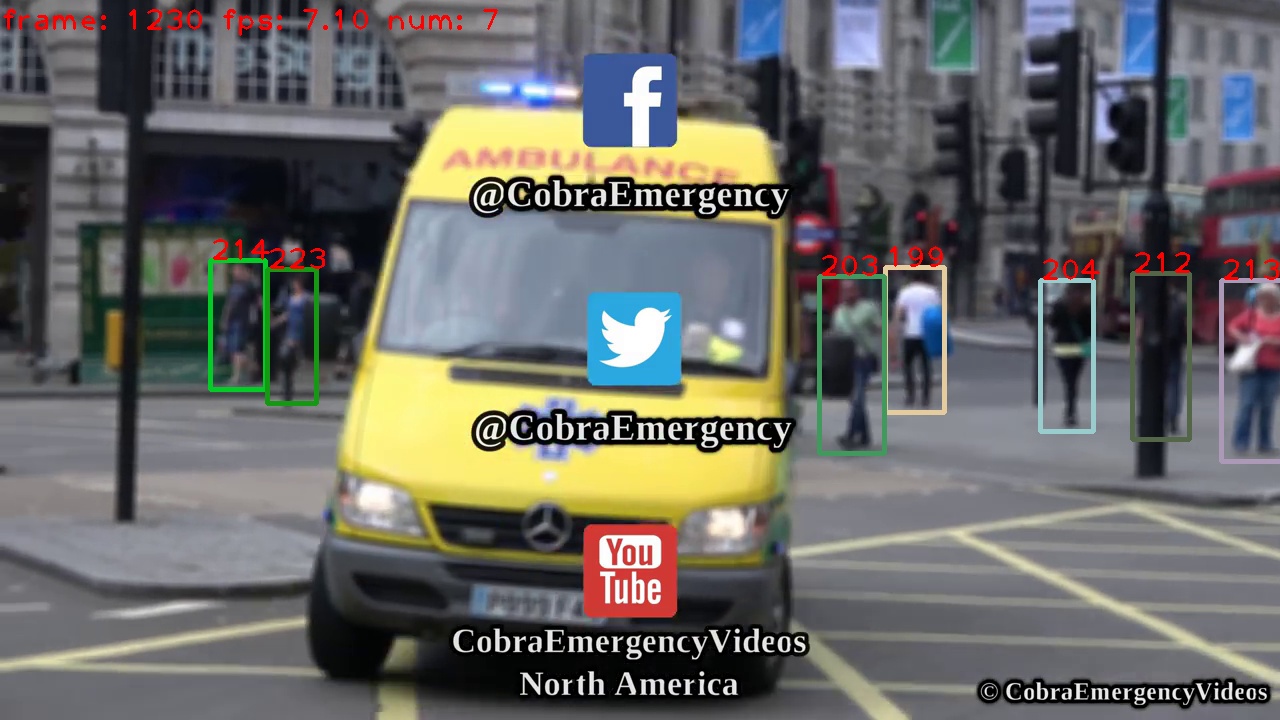 frame: 1230 fps: 7.10 num: 7
AMBULANCE
@CobraEmergency
214
223
203
199
204
212
213
@CobraEmergency
You
Tube
CobraEmergencyVideos
North America
© CobraEmergencyVideos